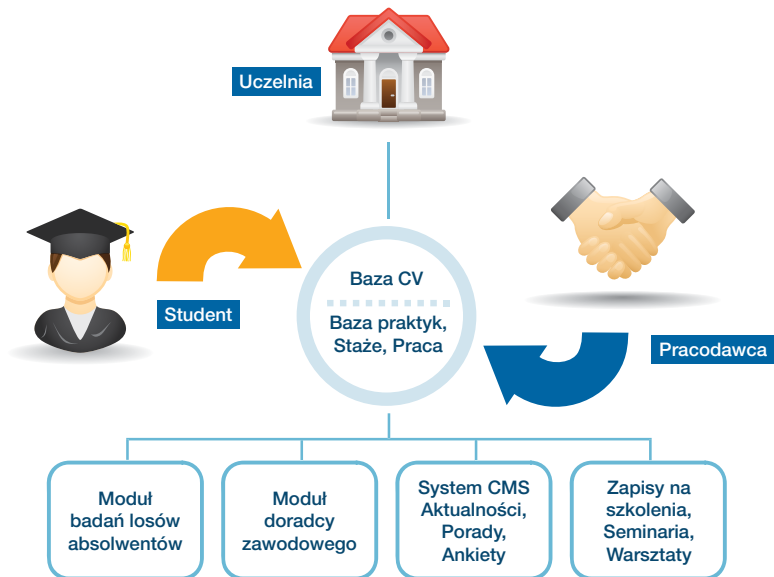 Uczelnia
Student
Baza CV
Baza praktyk,
Staże, Praca
Pracodawca
Moduł
badań losów
absolwentów
Moduł
doradcy
zawodowego
System CMS
Aktualności,
Porady,
Ankiety
Zapisy na
szkolenia,
Seminaria,
Warsztaty